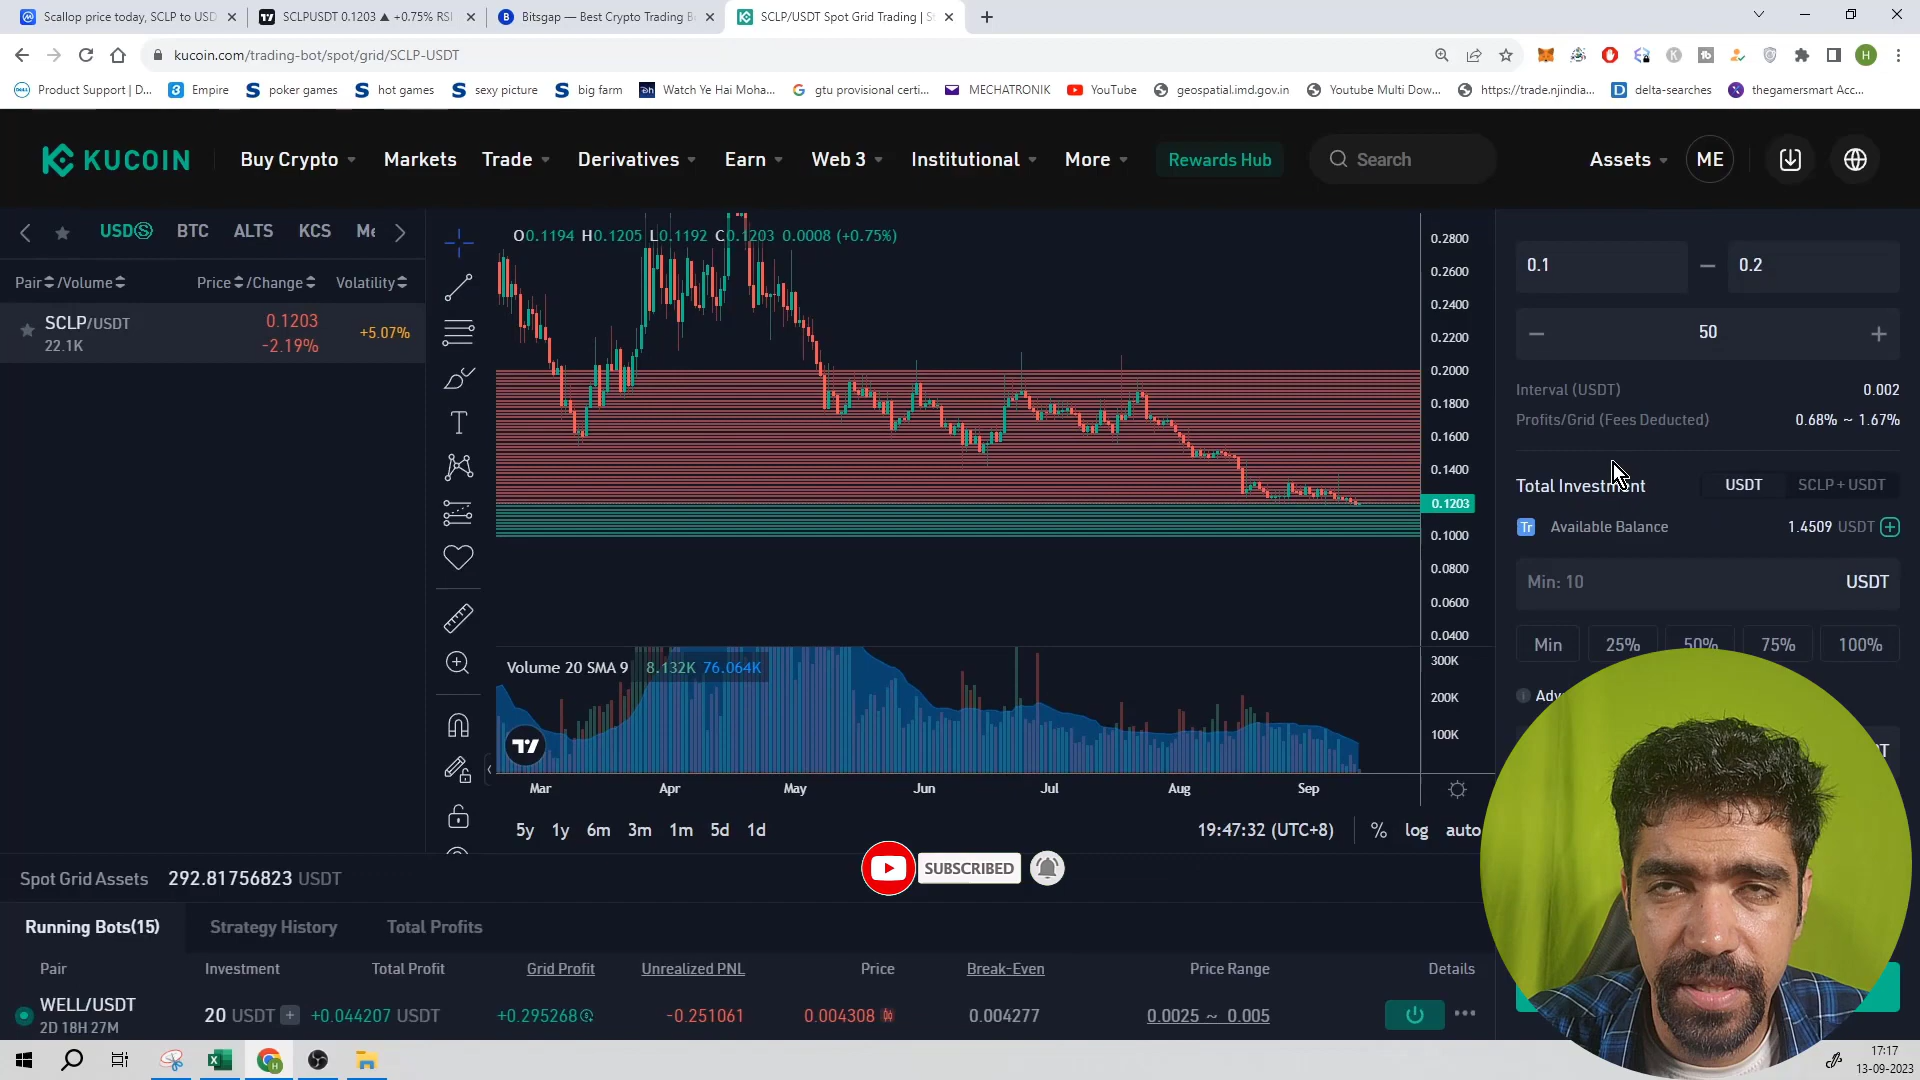 Scallop price today, SCLP to USD
SCLPUSDT 0.1203 ▲ +0.75% RSI
Bitsgap — Best Crypto Trading B
SCLP/USDT Spot Grid Trading | S
kucoin.com/trading-bot/spot/grid/SCLP-USDT
Product Support | D...
Empire
poker games
hot games
sexy picture
big farm
Watch Ye Hai Moha...
gtu provisional certi...
MECHATRONIK
YouTube
geospatial.imd.gov.in
Youtube Multi Dow...
https://trade.njindia...
delta-searches
thegamersmart Acc...
KUCOIN
Buy Crypto
Markets
Trade
Derivatives
Earn
Web 3
Institutional
More
Rewards Hub
Search
Assets
ME
USDⓈ BTC ALTS KCS Me
Pair /Volume Price /Change Volatility
SCLP/USDT 0.1203 +5.07%
22.1K -2.19%
O0.1194 H0.1205 L0.1192 C0.1203 0.0008 (+0.75%)
0.2800
0.2600
0.2400
0.2200
0.2000
0.1800
0.1600
0.1400
0.1203
0.1000
0.0800
0.0600
0.0400
Volume 20 SMA 9 8.132K 76.064K
300K
200K
100K
Mar Apr May Jun Jul Aug Sep
5y 1y 6m 3m 1m 5d 1d
19:47:32 (UTC+8) % log auto
0.1 – 0.2
− 50 +
Interval (USDT) 0.002
Profits/Grid (Fees Deducted) 0.68% ~ 1.67%
Total Investment USDT SCLP + USDT
Tr Available Balance 1.4509 USDT
Min: 10 USDT
Min 25% 50% 75% 100%
Adv
SUBSCRIBED
Spot Grid Assets 292.81756823 USDT
Running Bots(15) Strategy History Total Profits
Pair Investment Total Profit Grid Profit Unrealized PNL Price Break-Even Price Range Details
WELL/USDT 20 USDT +0.044207 USDT +0.295268 -0.251061 0.004308 0.004277 0.0025 ~ 0.005
2D 18H 27M
17:17
13-09-2023